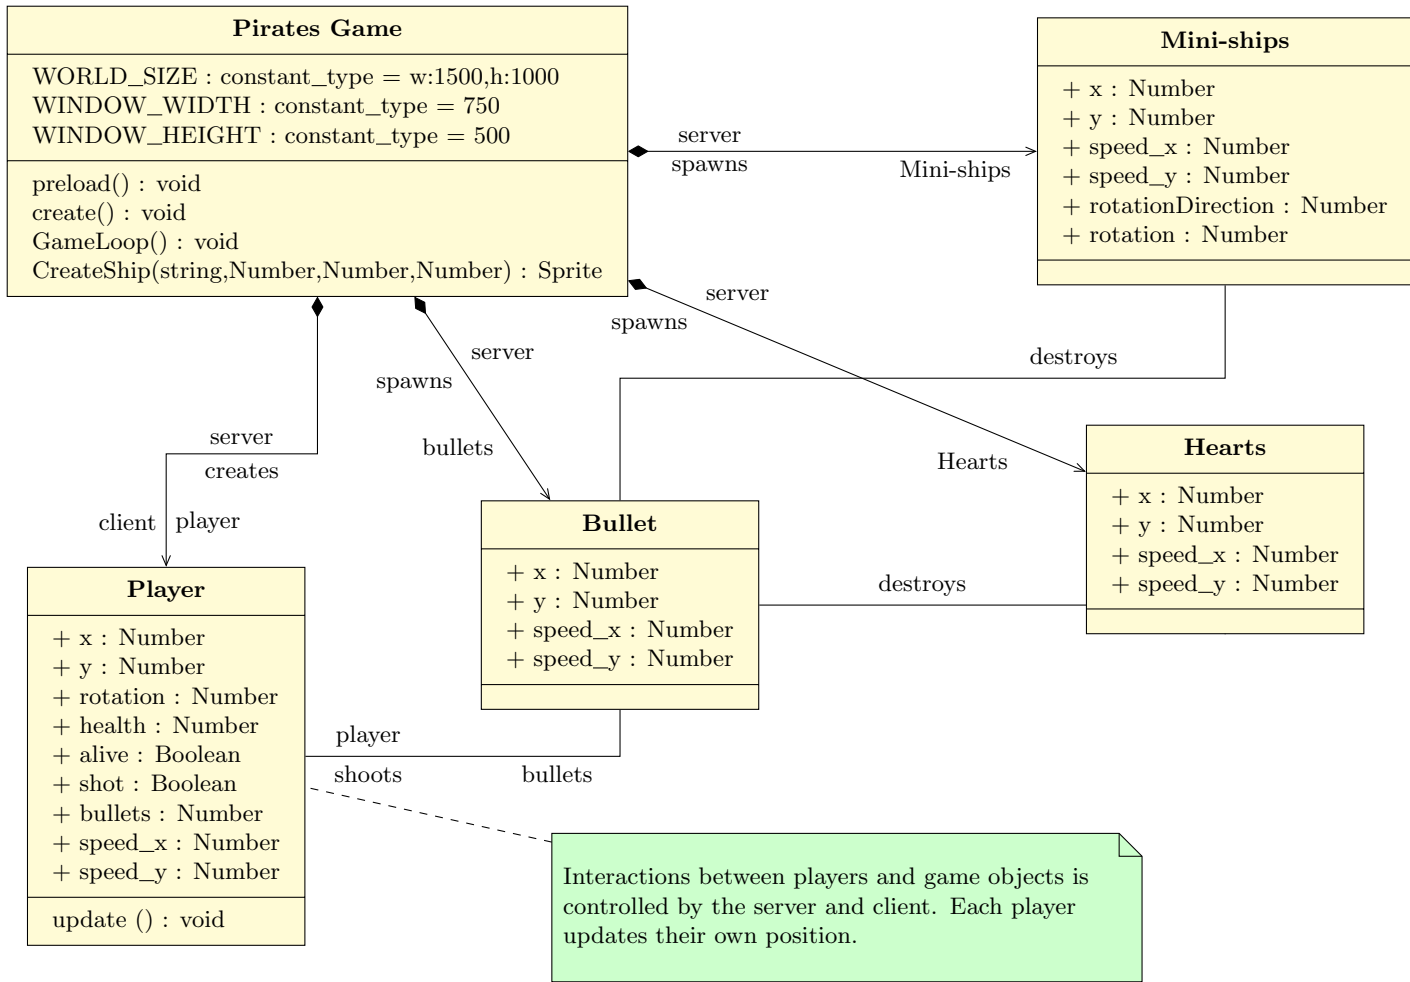 Pirates Game
WORLD_SIZE : constant_type = w:1500,h:1000
WINDOW_WIDTH : constant_type = 750
WINDOW_HEIGHT : constant_type = 500
preload() : void
create() : void
GameLoop() : void
CreateShip(string,Number,Number,Number) : Sprite
Mini-ships
+ x : Number
+ y : Number
+ speed_x : Number
+ speed_y : Number
+ rotationDirection : Number
+ rotation : Number
server
spawns
Mini-ships
server
spawns
Hearts
server
spawns
bullets
destroys
server
creates
client
player
Hearts
+ x : Number
+ y : Number
+ speed_x : Number
+ speed_y : Number
Bullet
+ x : Number
+ y : Number
+ speed_x : Number
+ speed_y : Number
destroys
Player
+ x : Number
+ y : Number
+ rotation : Number
+ health : Number
+ alive : Boolean
+ shot : Boolean
+ bullets : Number
+ speed_x : Number
+ speed_y : Number
update () : void
player
shoots
bullets
Interactions between players and game objects is
controlled by the server and client. Each player
updates their own position.